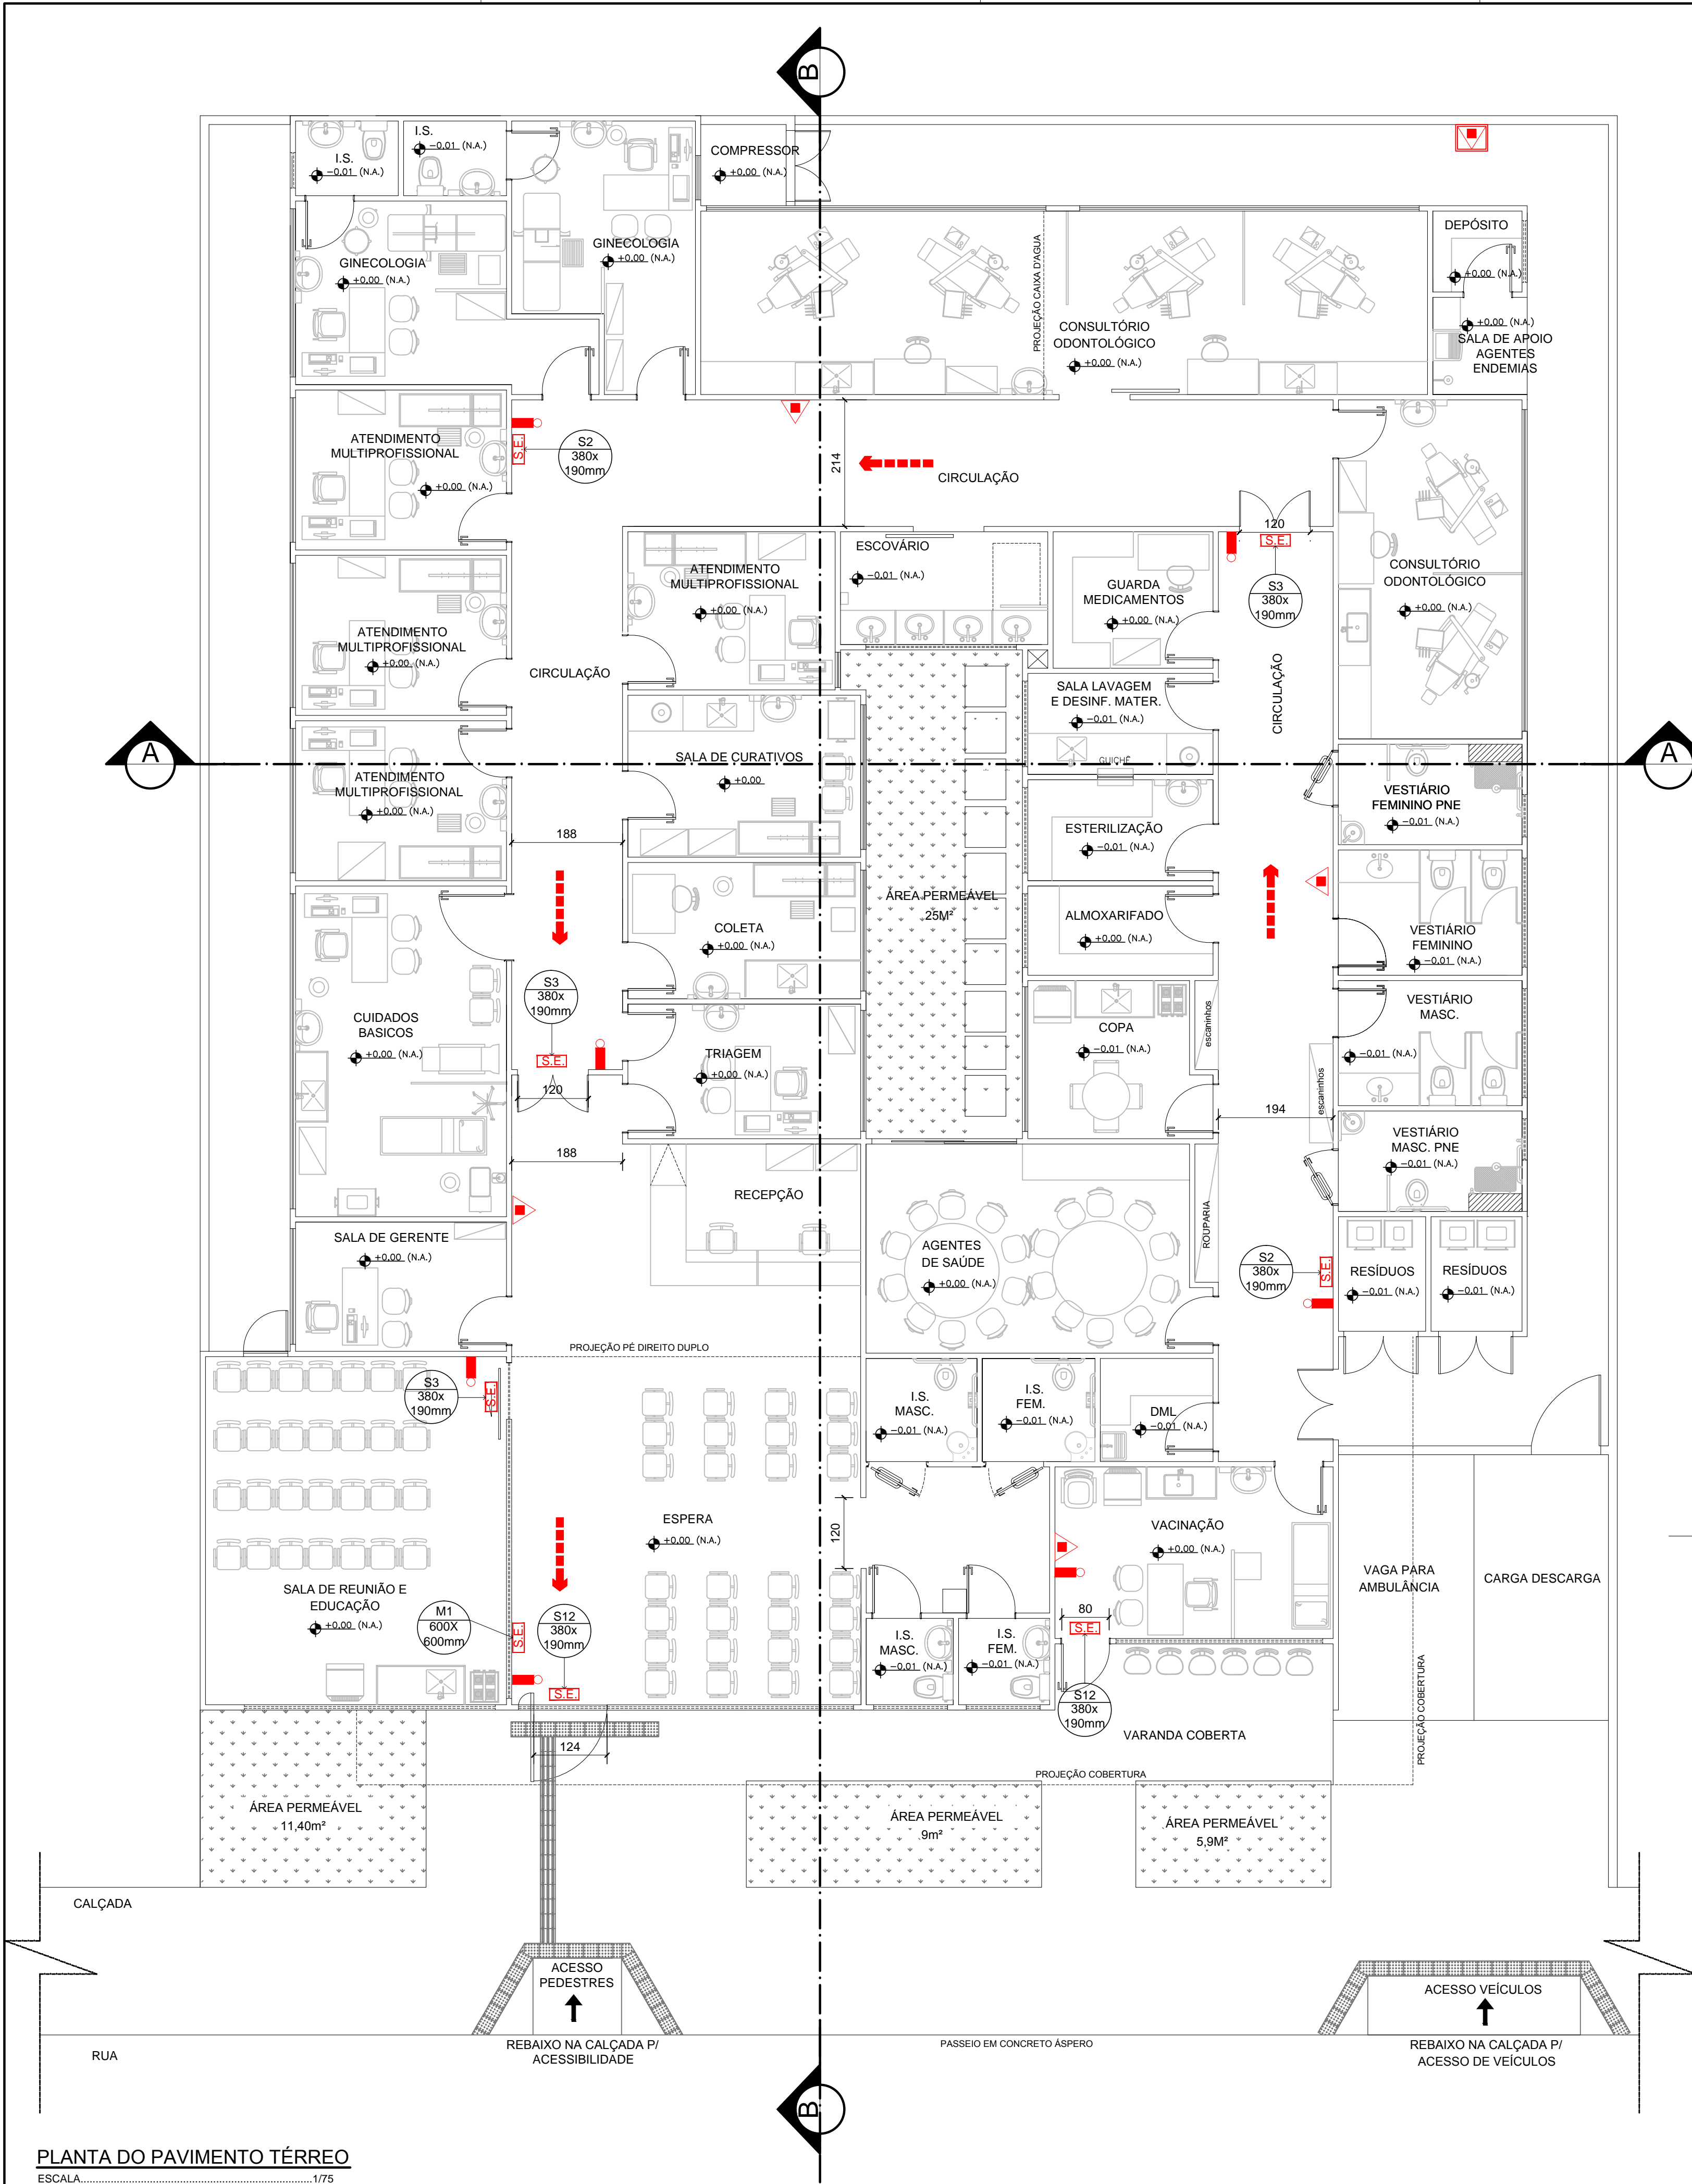 B
I.S.
-0.01 (N.A.)
I.S.
-0.01 (N.A.)
COMPRESSOR
+0.00 (N.A.)
GINECOLOGIA
+0.00 (N.A.)
GINECOLOGIA
+0.00 (N.A.)
PROJEÇÃO CAIXA D'AGUA
CONSULTÓRIO
ODONTOLÓGICO
+0.00 (N.A.)
DEPÓSITO
+0.00 (N.A.)
+0.00 (N.A.)
SALA DE APOIO
AGENTES
ENDEMIAS
ATENDIMENTO
MULTIPROFISSIONAL
+0.00 (N.A.)
S.E.
S2
380x
190mm
214
CIRCULAÇÃO
120
S.E.
S3
380x
190mm
CONSULTÓRIO
ODONTOLÓGICO
+0.00 (N.A.)
ATENDIMENTO
MULTIPROFISSIONAL
+0.00 (N.A.)
ESCOVÁRIO
-0.01 (N.A.)
GUARDA
MEDICAMENTOS
+0.00 (N.A.)
ATENDIMENTO
MULTIPROFISSIONAL
+0.00 (N.A.)
CIRCULAÇÃO
CIRCULAÇÃO
SALA LAVAGEM
E DESINF. MATER.
-0.01 (N.A.)
GUICHÊ
A
A
SALA DE CURATIVOS
+0.00
ATENDIMENTO
MULTIPROFISSIONAL
+0.00 (N.A.)
VESTIÁRIO
FEMININO PNE
-0.01 (N.A.)
188
ESTERILIZAÇÃO
-0.01 (N.A.)
ÁREA PERMEÁVEL
25M²
ALMOXARIFADO
+0.00 (N.A.)
COLETA
+0.00 (N.A.)
VESTIÁRIO
FEMININO
-0.01 (N.A.)
S3
380x
190mm
S.E.
120
CUIDADOS
BASICOS
+0.00 (N.A.)
TRIAGEM
+0.00 (N.A.)
COPA
-0.01 (N.A.)
escaninhos
escaninhos
VESTIÁRIO
MASC.
-0.01 (N.A.)
194
188
VESTIÁRIO
MASC. PNE
-0.01 (N.A.)
RECEPÇÃO
ROUPARIA
SALA DE GERENTE
+0.00 (N.A.)
AGENTES
DE SAÚDE
+0.00 (N.A.)
S2
380x
190mm
S.E.
RESÍDUOS
-0.01 (N.A.)
RESÍDUOS
-0.01 (N.A.)
PROJEÇÃO PÉ DIREITO DUPLO
S3
380x
190mm
S.E.
I.S.
MASC.
-0.01 (N.A.)
I.S.
FEM.
-0.01 (N.A.)
DML
-0.01 (N.A.)
ESPERA
+0.00 (N.A.)
120
VACINAÇÃO
+0.00 (N.A.)
VAGA PARA
AMBULÂNCIA
CARGA DESCARGA
SALA DE REUNIÃO E
EDUCAÇÃO
+0.00 (N.A.)
M1
600X
600mm
S.E.
S12
380x
190mm
S.E.
I.S.
MASC.
-0.01 (N.A.)
I.S.
FEM.
-0.01 (N.A.)
80
S.E.
S12
380x
190mm
VARANDA COBERTA
PROJEÇÃO COBERTURA
124
PROJEÇÃO COBERTURA
ÁREA PERMEÁVEL
11,40m²
ÁREA PERMEÁVEL
9m²
ÁREA PERMEÁVEL
5,9M²
CALÇADA
ACESSO
PEDESTRES
ACESSO VEÍCULOS
RUA
REBAIXO NA CALÇADA P/
ACESSIBILIDADE
PASSEIO EM CONCRETO ÁSPERO
REBAIXO NA CALÇADA P/
ACESSO DE VEÍCULOS
B
PLANTA DO PAVIMENTO TÉRREO
ESCALA..........................................................................1/75